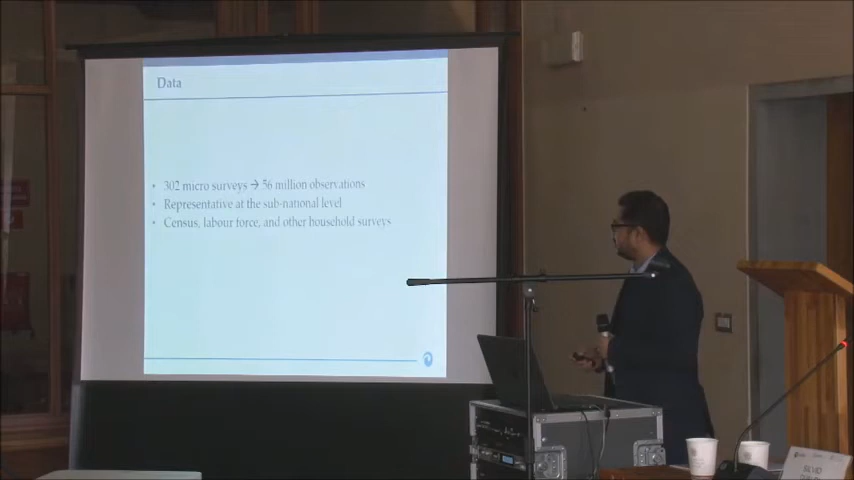 Data
• 302 micro surveys → 56 million observations
• Representative at the sub-national level
• Census, labour force, and other household surveys